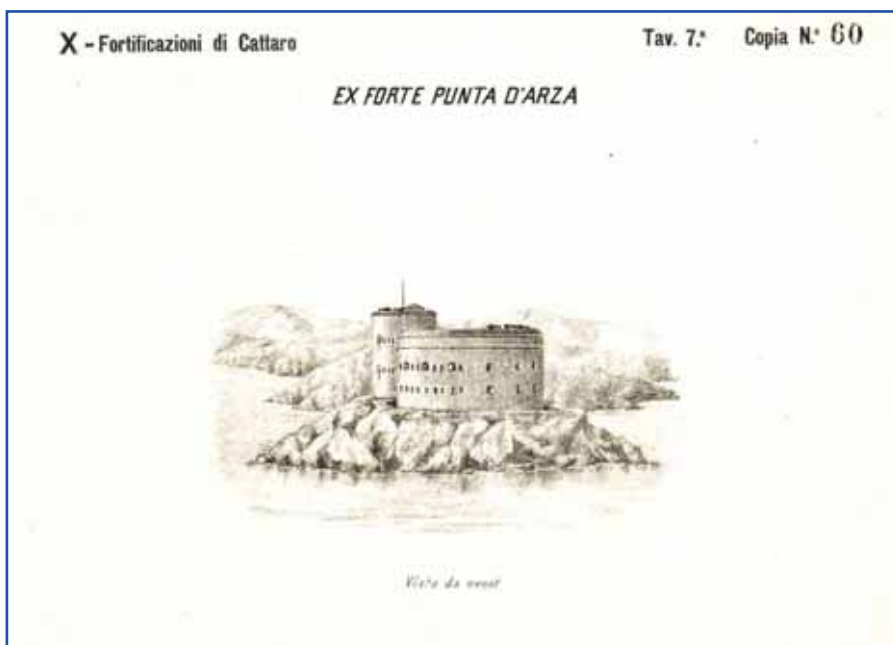 X - Fortificazioni di Cattaro
Tav. 7.ª Copia N.° 60
EX FORTE PUNTA D'ARZA
Vista da ovest